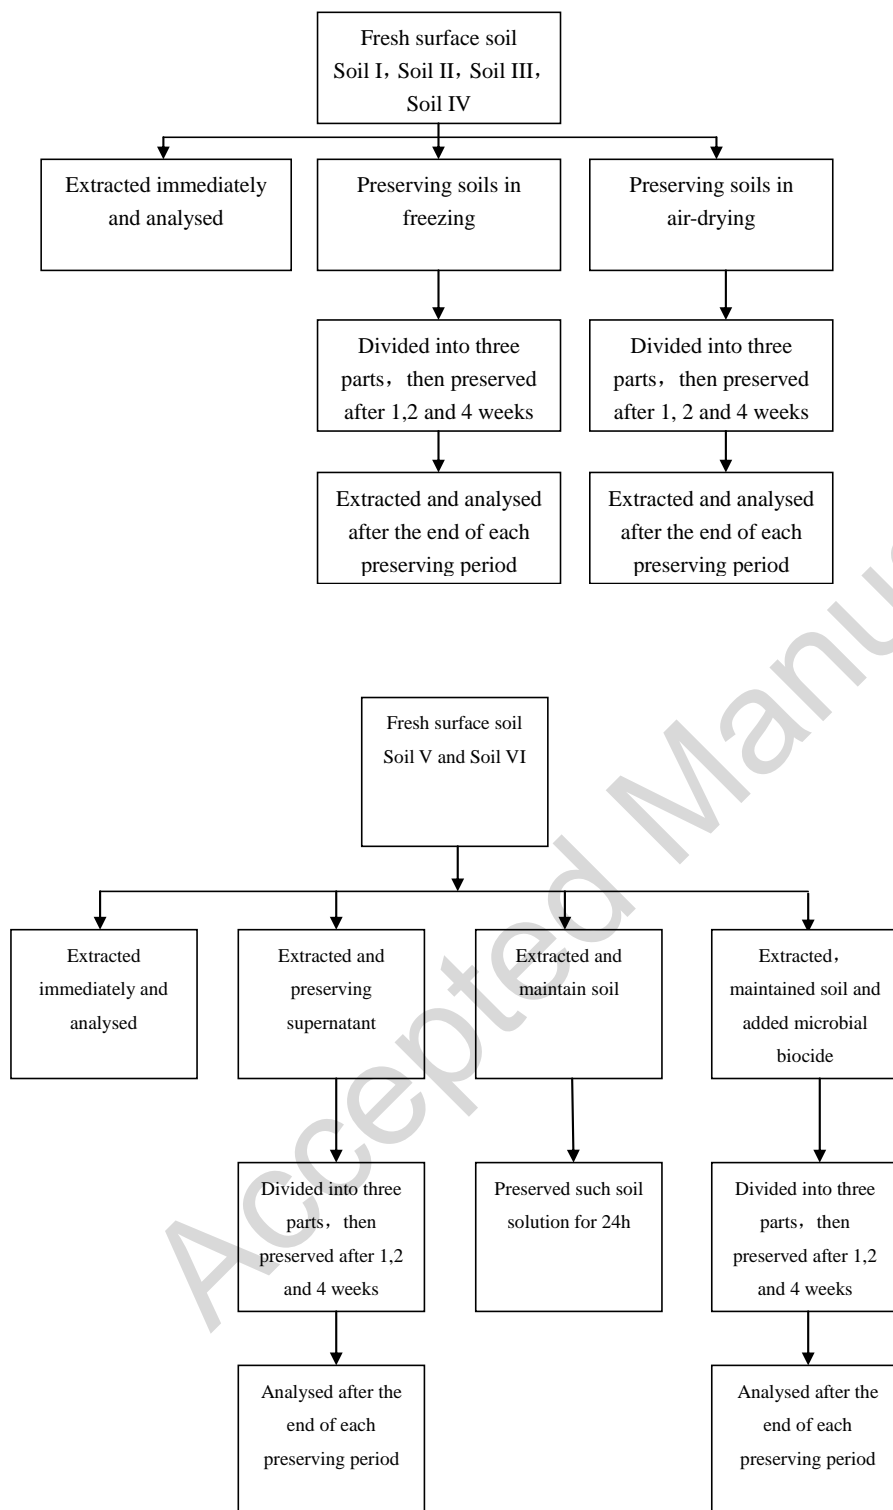 Fresh surface soil
Soil I，Soil II，Soil III，
Soil IV
Extracted immediately
and analysed
Preserving soils in
freezing
Preserving soils in
air-drying
Divided into three
parts，then preserved
after 1,2 and 4 weeks
Divided into three
parts，then preserved
after 1, 2 and 4 weeks
Extracted and analysed
after the end of each
preserving period
Extracted and analysed
after the end of each
preserving period
Fresh surface soil
Soil V and Soil VI
Extracted
immediately and
analysed
Extracted and
preserving
supernatant
Extracted and
maintain soil
Extracted，
maintained soil and
added microbial
biocide
Divided into three
parts，then
preserved after 1,2
and 4 weeks
Preserved such soil
solution for 24h
Divided into three
parts，then
preserved after 1,2
and 4 weeks
Analysed after the
end of each
preserving period
Analysed after the
end of each
preserving period
Accepted Manus